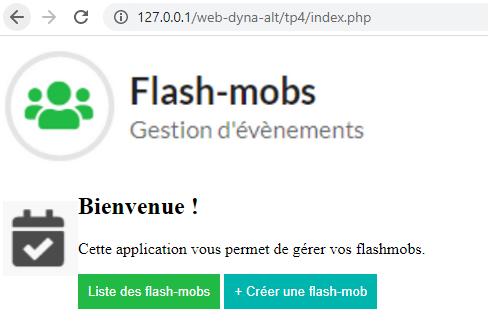 127.0.0.1/web-dyna-alt/tp4/index.php
Flash-mobs
Gestion d'évènements
Bienvenue !
Cette application vous permet de gérer vos flashmobs.
Liste des flash-mobs
+ Créer une flash-mob